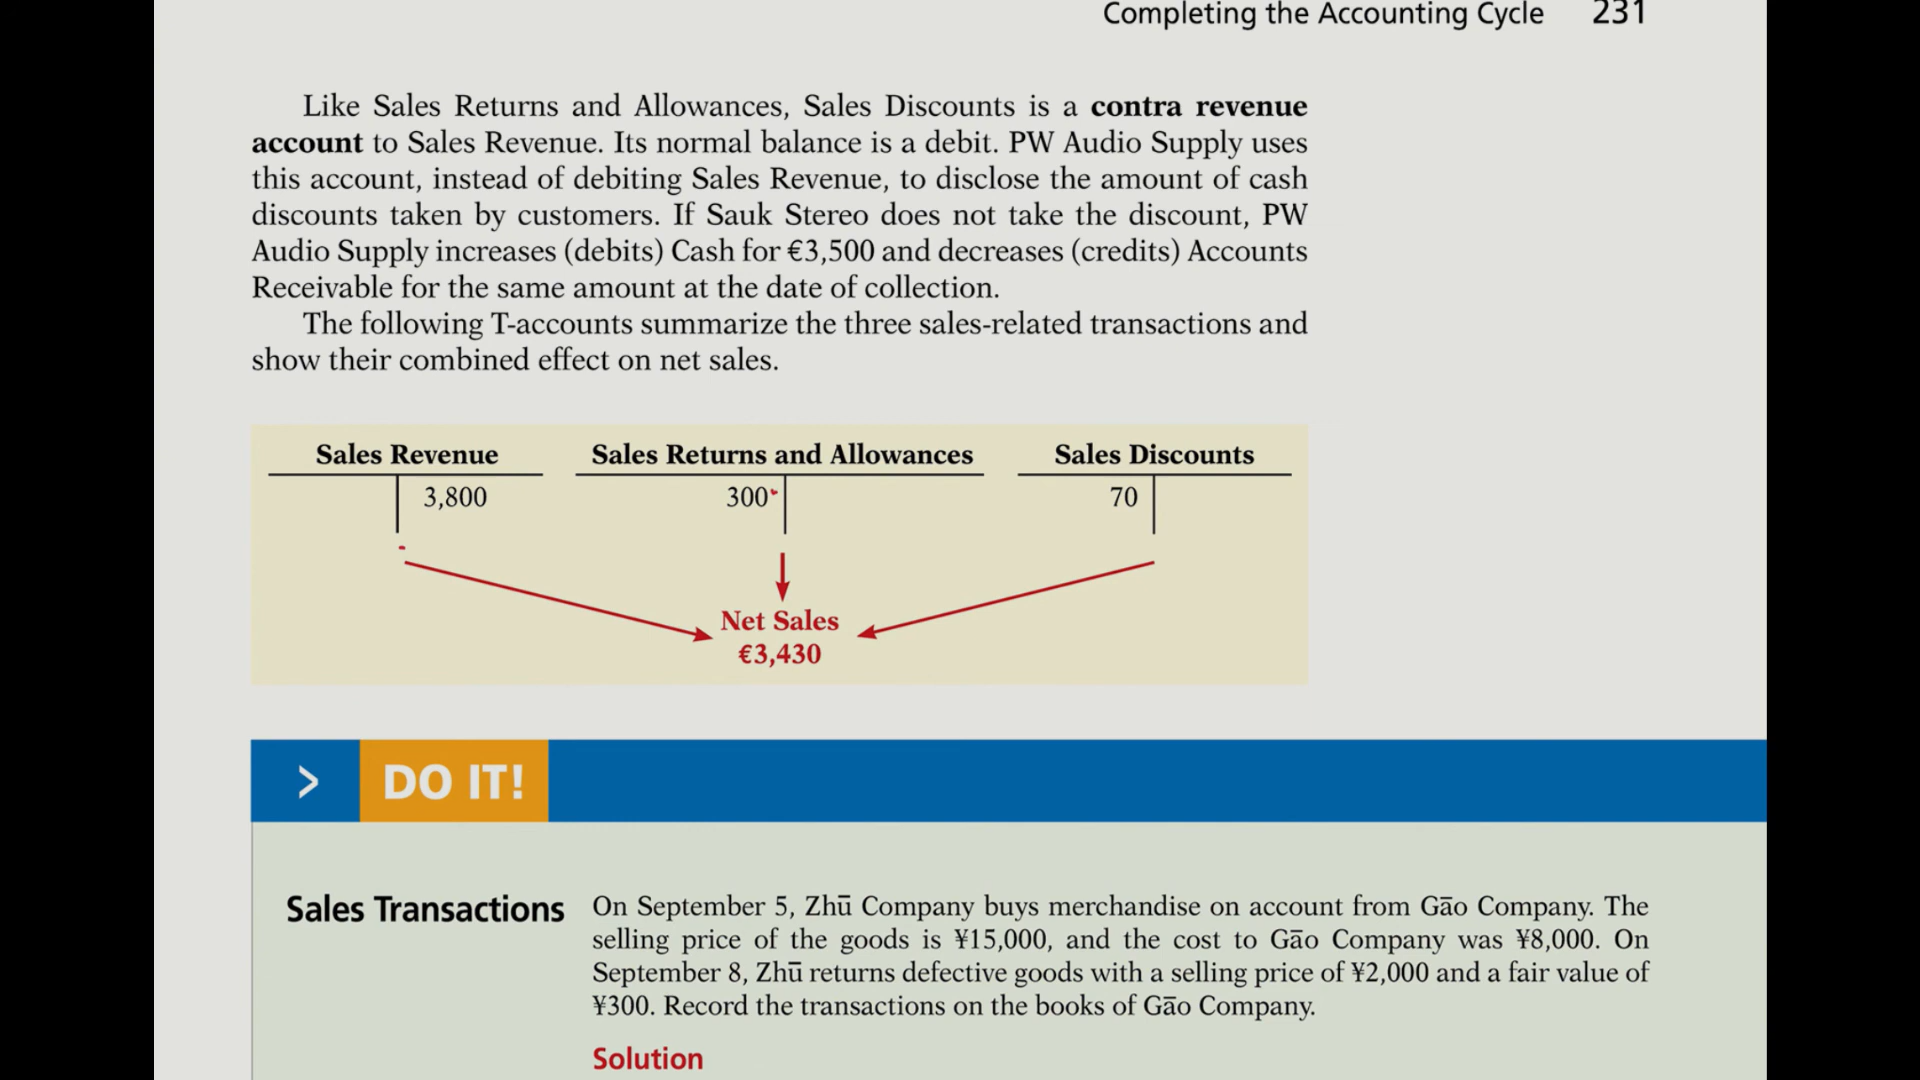 Completing the Accounting Cycle 231
Like Sales Returns and Allowances, Sales Discounts is a contra revenue
account to Sales Revenue. Its normal balance is a debit. PW Audio Supply uses
this account, instead of debiting Sales Revenue, to disclose the amount of cash
discounts taken by customers. If Sauk Stereo does not take the discount, PW
Audio Supply increases (debits) Cash for €3,500 and decreases (credits) Accounts
Receivable for the same amount at the date of collection.
The following T-accounts summarize the three sales-related transactions and
show their combined effect on net sales.
Sales Revenue Sales Returns and Allowances Sales Discounts
3,800 300 70
Net Sales
€3,430
> DO IT!
Sales Transactions
On September 5, Zhū Company buys merchandise on account from Gāo Company. The
selling price of the goods is ¥15,000, and the cost to Gāo Company was ¥8,000. On
September 8, Zhū returns defective goods with a selling price of ¥2,000 and a fair value of
¥300. Record the transactions on the books of Gāo Company.
Solution